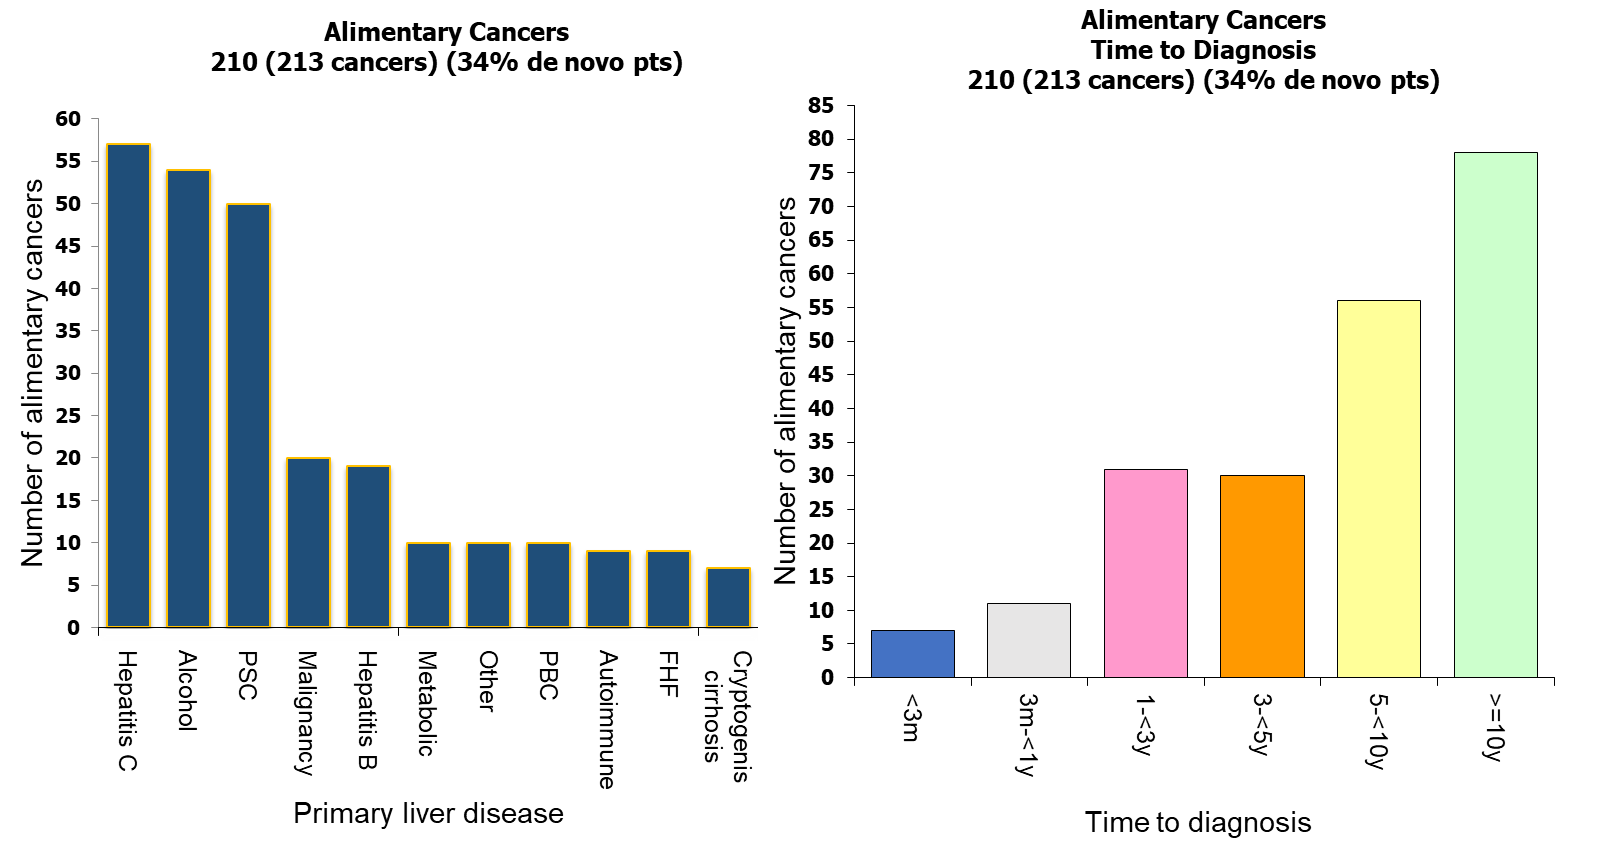 Alimentary Cancers
210 (213 cancers) (34% de novo pts)
Number of alimentary cancers
60
55
50
45
40
35
30
25
20
15
10
5
0
Hepatitis C
Alcohol
PSC
Malignancy
Hepatitis B
Metabolic
Other
PBC
Autoimmune
FHF
Cryptogenis
cirrhosis
Primary liver disease
Alimentary Cancers
Time to Diagnosis
210 (213 cancers) (34% de novo pts)
Number of alimentary cancers
85
80
75
70
65
60
55
50
45
40
35
30
25
20
15
10
5
0
<3m
3m-<1y
1-<3y
3-<5y
5-<10y
>=10y
Time to diagnosis